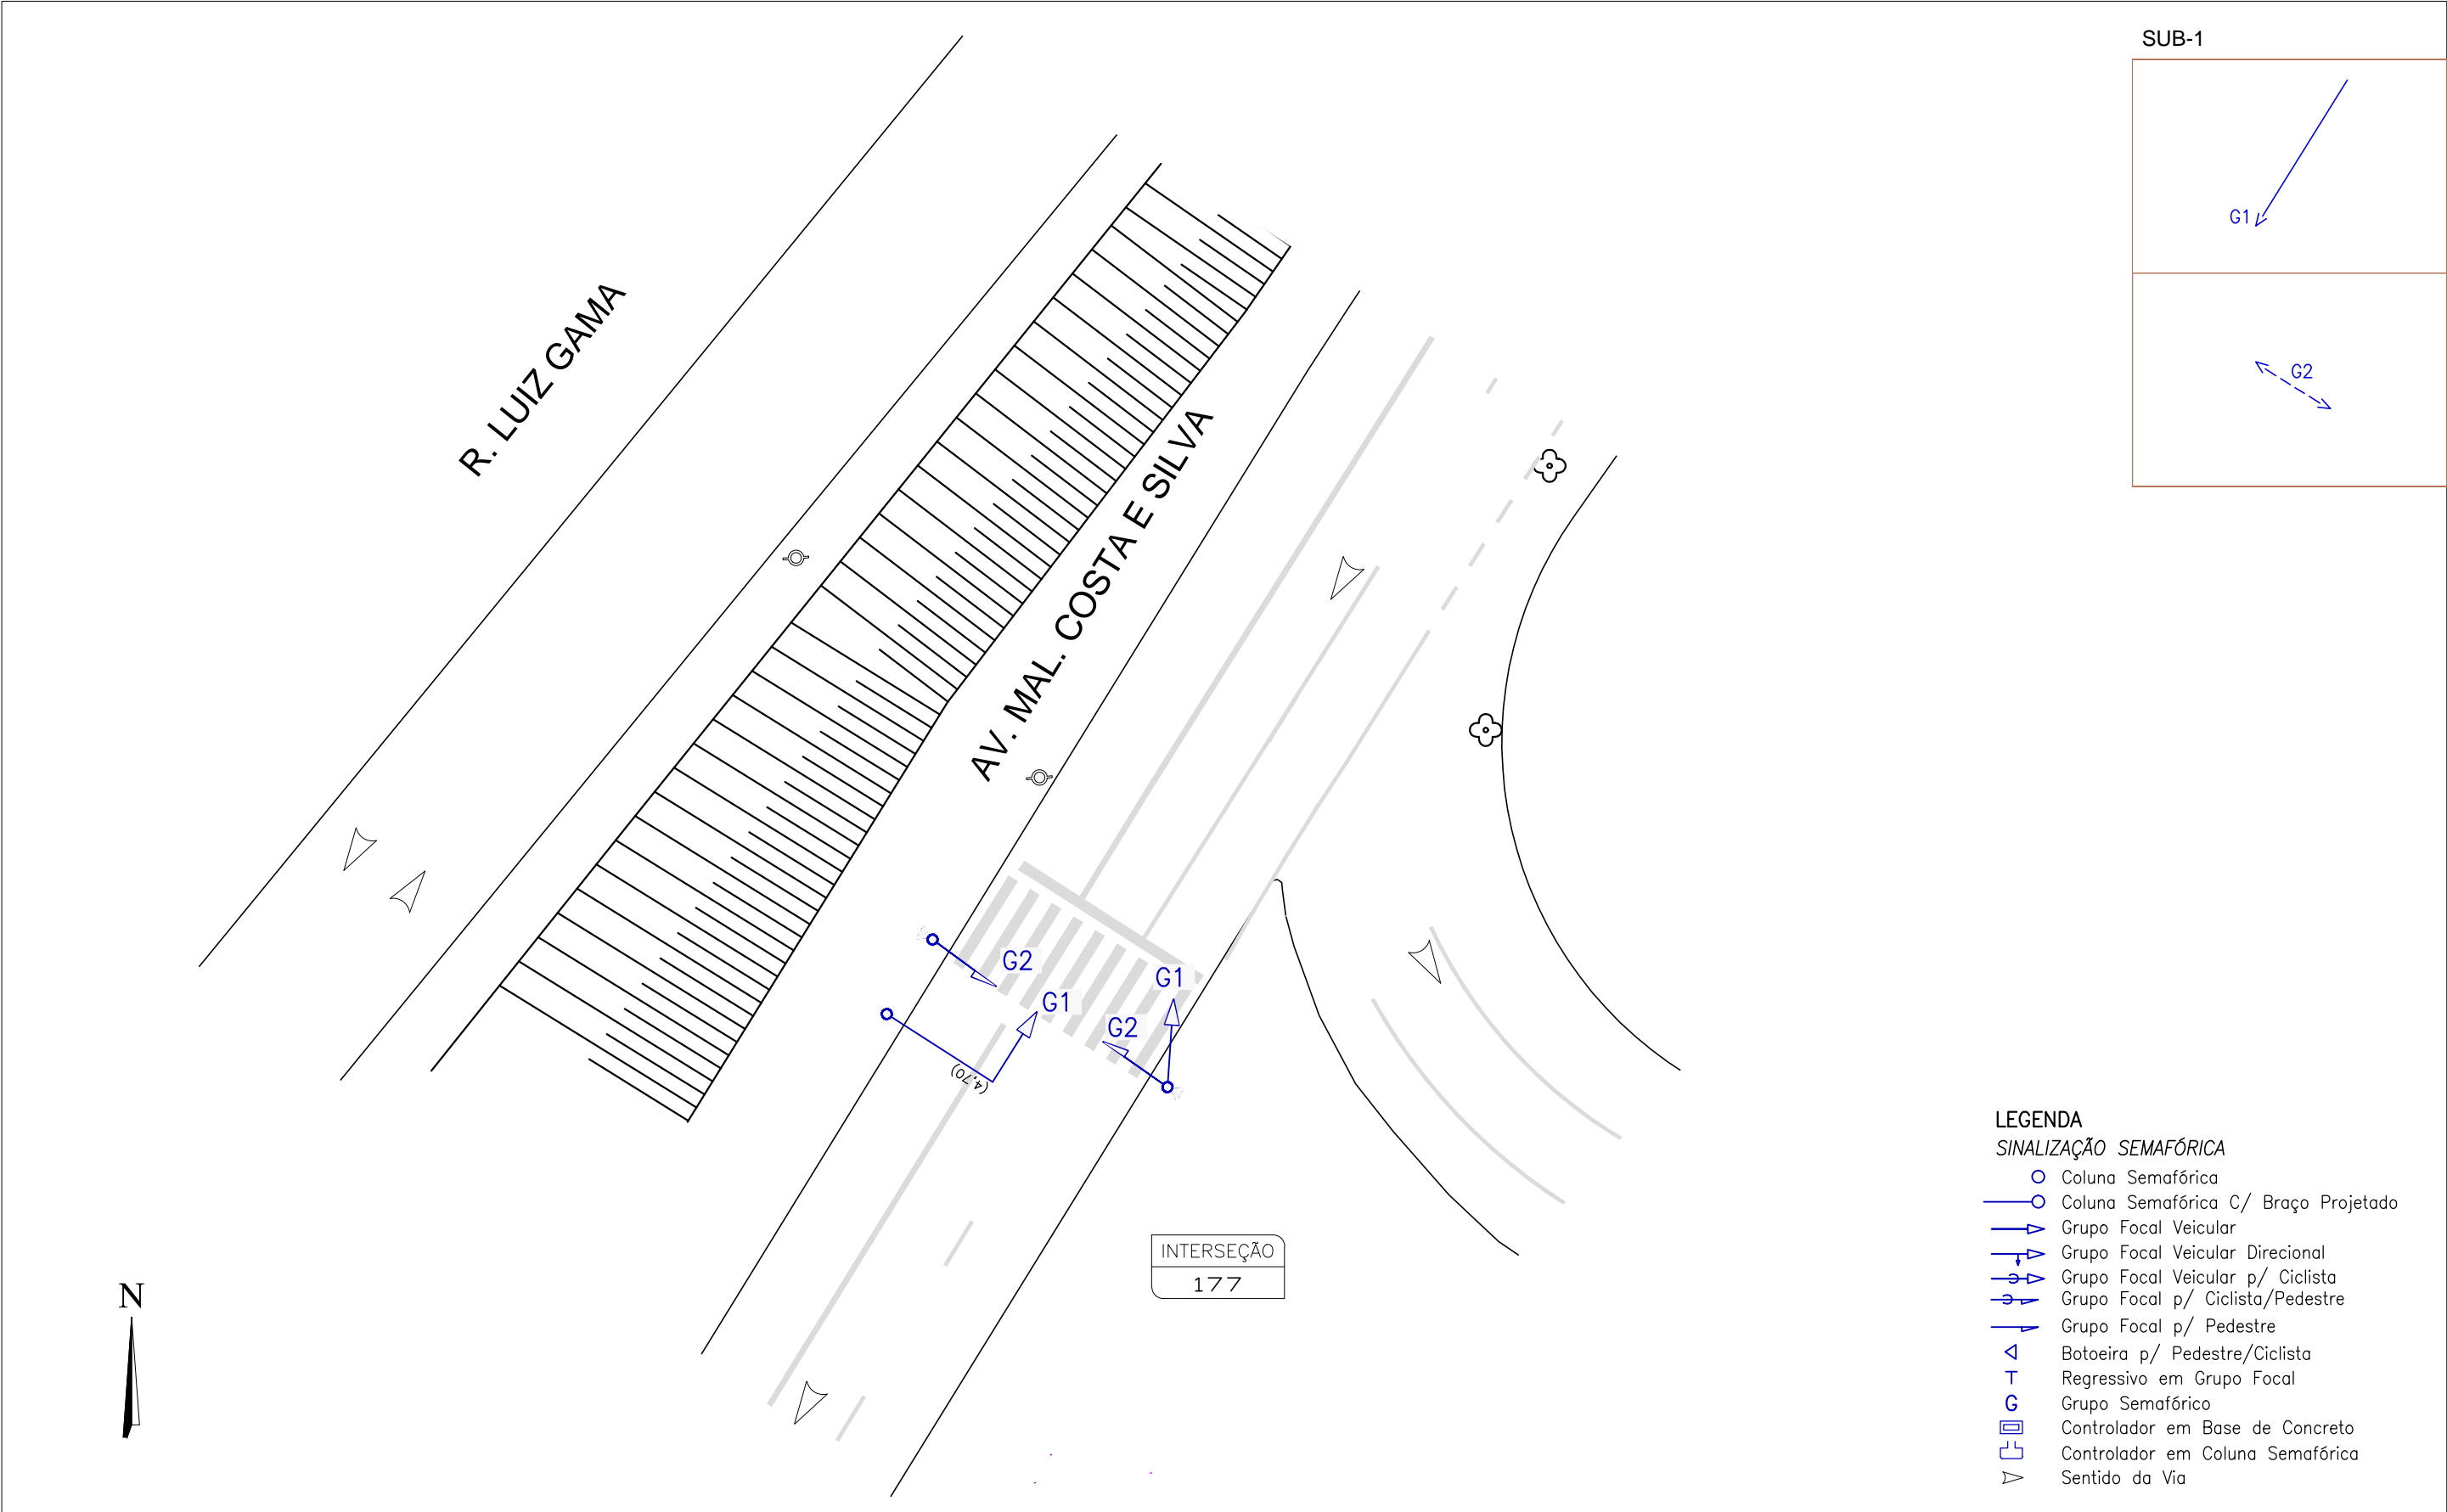 SUB-1
G1
G2
R. LUIZ GAMA
AV. MAL. COSTA E SILVA
G2
G1
G1
G2
(4,70)
INTERSEÇÃO
177
N
LEGENDA
SINALIZAÇÃO SEMAFÓRICA
Coluna Semafórica
Coluna Semafórica C/ Braço Projetado
Grupo Focal Veicular
Grupo Focal Veicular Direcional
Grupo Focal Veicular p/ Ciclista
Grupo Focal p/ Ciclista/Pedestre
Grupo Focal p/ Pedestre
Botoeira p/ Pedestre/Ciclista
T Regressivo em Grupo Focal
G Grupo Semafórico
Controlador em Base de Concreto
Controlador em Coluna Semafórica
Sentido da Via